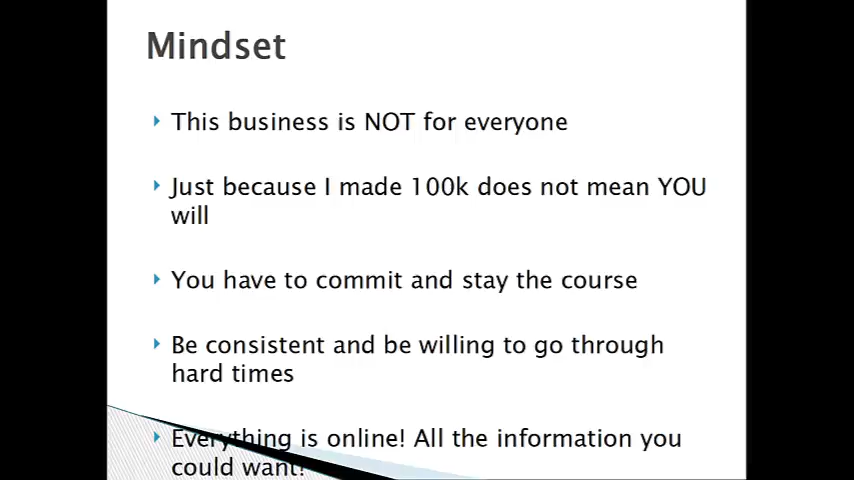 Mindset
This business is NOT for everyone
Just because I made 100k does not mean YOU
will
You have to commit and stay the course
Be consistent and be willing to go through
hard times
Everything is online! All the information you
could want!